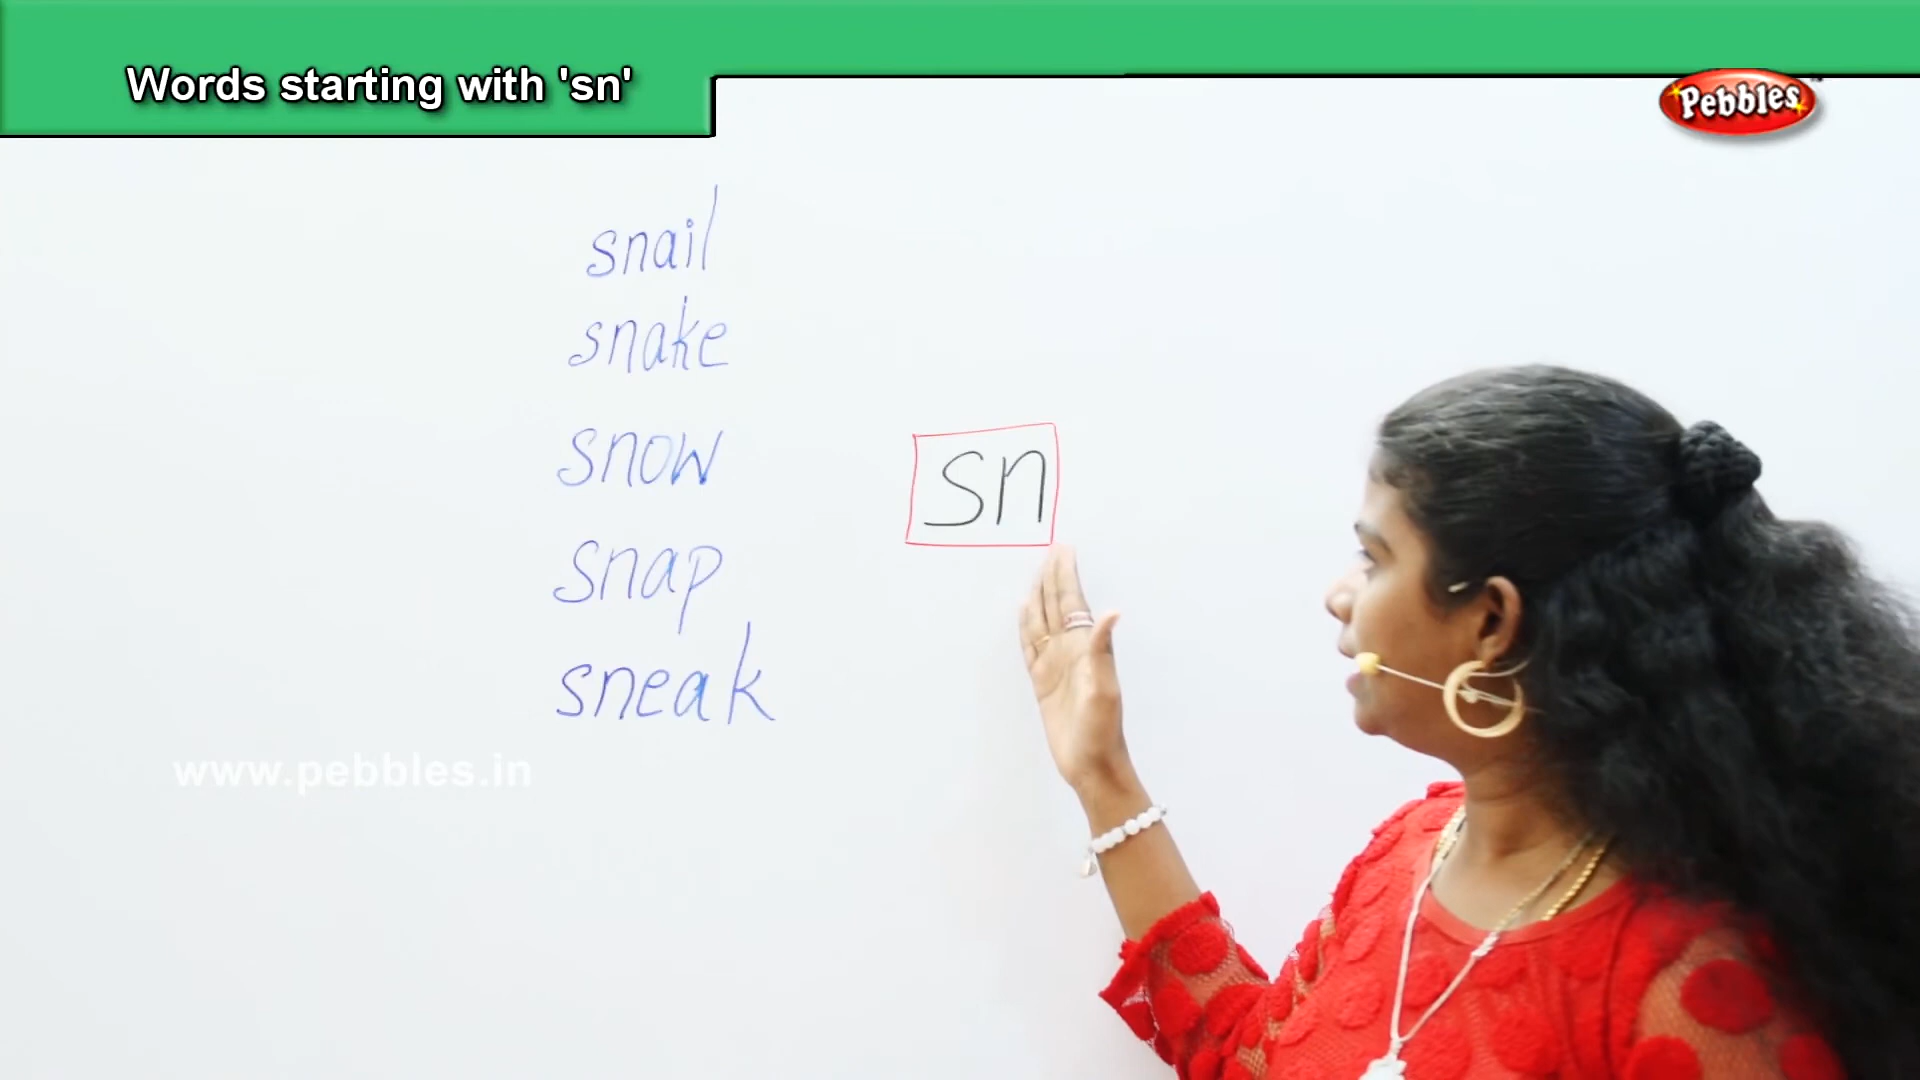 Words starting with 'sn'
Pebbles
snail
snake
snow
sn
snap
sneak
www.pebbles.in